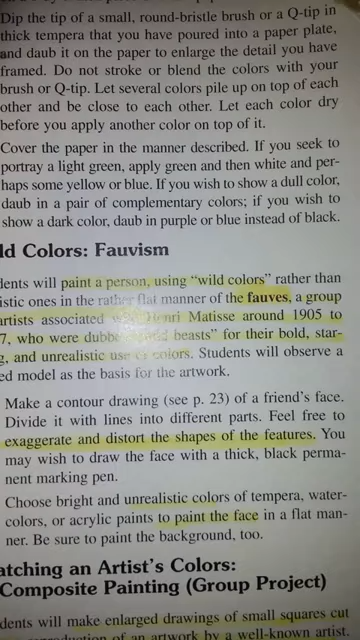 Dip the tip of a small, round-bristle brush or a Q-tip in
thick tempera that you have poured into a paper plate,
and daub it on the paper to enlarge the detail you have
framed. Do not stroke or blend the colors with your
brush or Q-tip. Let several colors pile up on top of each
other and be close to each other. Let each color dry
before you apply another color on top of it.
Cover the paper in the manner described. If you seek to
portray a light green, apply green and then white and per-
haps some yellow or blue. If you wish to show a dull color,
daub in a pair of complementary colors; if you wish to
show a dark color, daub in purple or blue instead of black.
ld Colors: Fauvism
dents will paint a person, using "wild colors" rather than
istic ones in the rather flat manner of the fauves, a group
artists associated Henri Matisse around 1905 to
7, who were beasts" for their bold, star-
g, and unrealistic use of colors. Students will observe a
ed model as the basis for the artwork.
Make a contour drawing (see p. 23) of a friend's face.
Divide it with lines into different parts. Feel free to
exaggerate and distort the shapes of the features. You
may wish to draw the face with a thick, black perma-
nent marking pen.
Choose bright and unrealistic colors of tempera, water-
colors, or acrylic paints to paint the face in a flat man-
ner. Be sure to paint the background, too.
atching an Artist's Colors:
Composite Painting (Group Project)
dents will make enlarged drawings of small squares cut
reproduction of an artwork by a well-known artist.